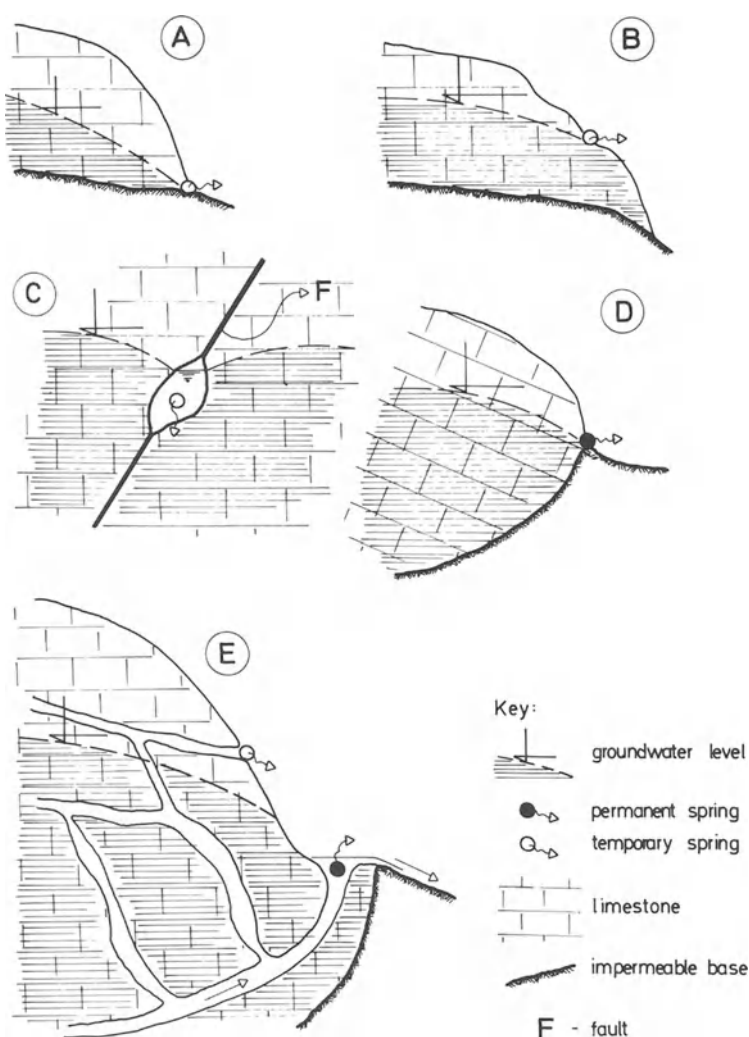 A
B
C
F
D
E
Key:
groundwater level
permanent spring
temporary spring
limestone
impermeable base
F - fault